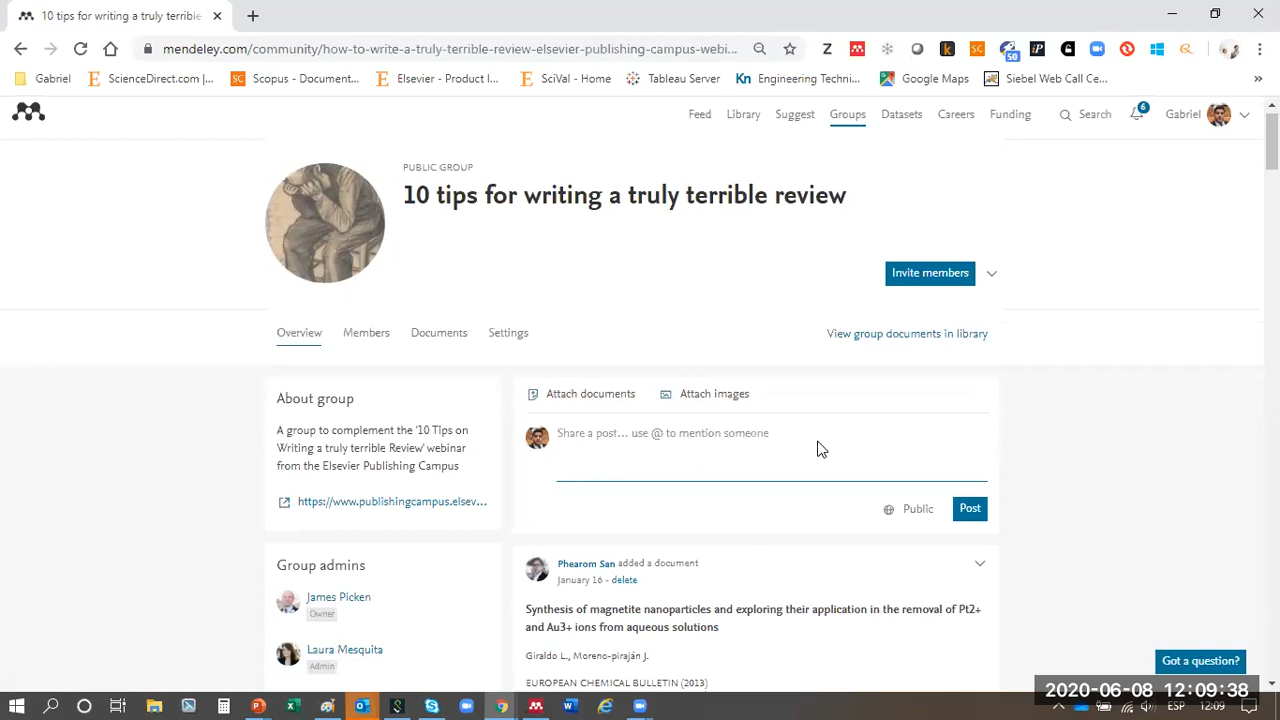 10 tips for writing a truly terrible
mendeley.com/community/how-to-write-a-truly-terrible-review-elsevier-publishing-campus-webi...
50
Gabriel
ScienceDirect.com |...
Scopus - Document...
Elsevier - Product I...
SciVal - Home
Tableau Server
Engineering Techni...
Google Maps
Siebel Web Call Ce...
Feed
Library
Suggest
Groups
Datasets
Careers
Funding
Search
6
Gabriel
PUBLIC GROUP
10 tips for writing a truly terrible review
Invite members
Overview
Members
Documents
Settings
View group documents in library
About group
A group to complement the '10 Tips on
Writing a truly terrible Review' webinar
from the Elsevier Publishing Campus
https://www.publishingcampus.elsev...
Group admins
James Picken
Owner
Laura Mesquita
Admin
Attach documents
Attach images
Share a post... use @ to mention someone
Public
Post
Phearom San added a document
January 16 - delete
Synthesis of magnetite nanoparticles and exploring their application in the removal of Pt2+
and Au3+ ions from aqueous solutions
Giraldo L., Moreno-piraján J.
EUROPEAN CHEMICAL BULLETIN (2013)
Got a question?
2020-06-08 12:09:38
ESP
12:09